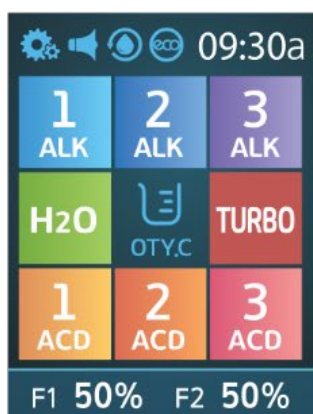 eco 09:30a
1 2 3
ALK ALK ALK
H2O TURBO
OTY.C
1 2 3
ACD ACD ACD
F1 50% F2 50%